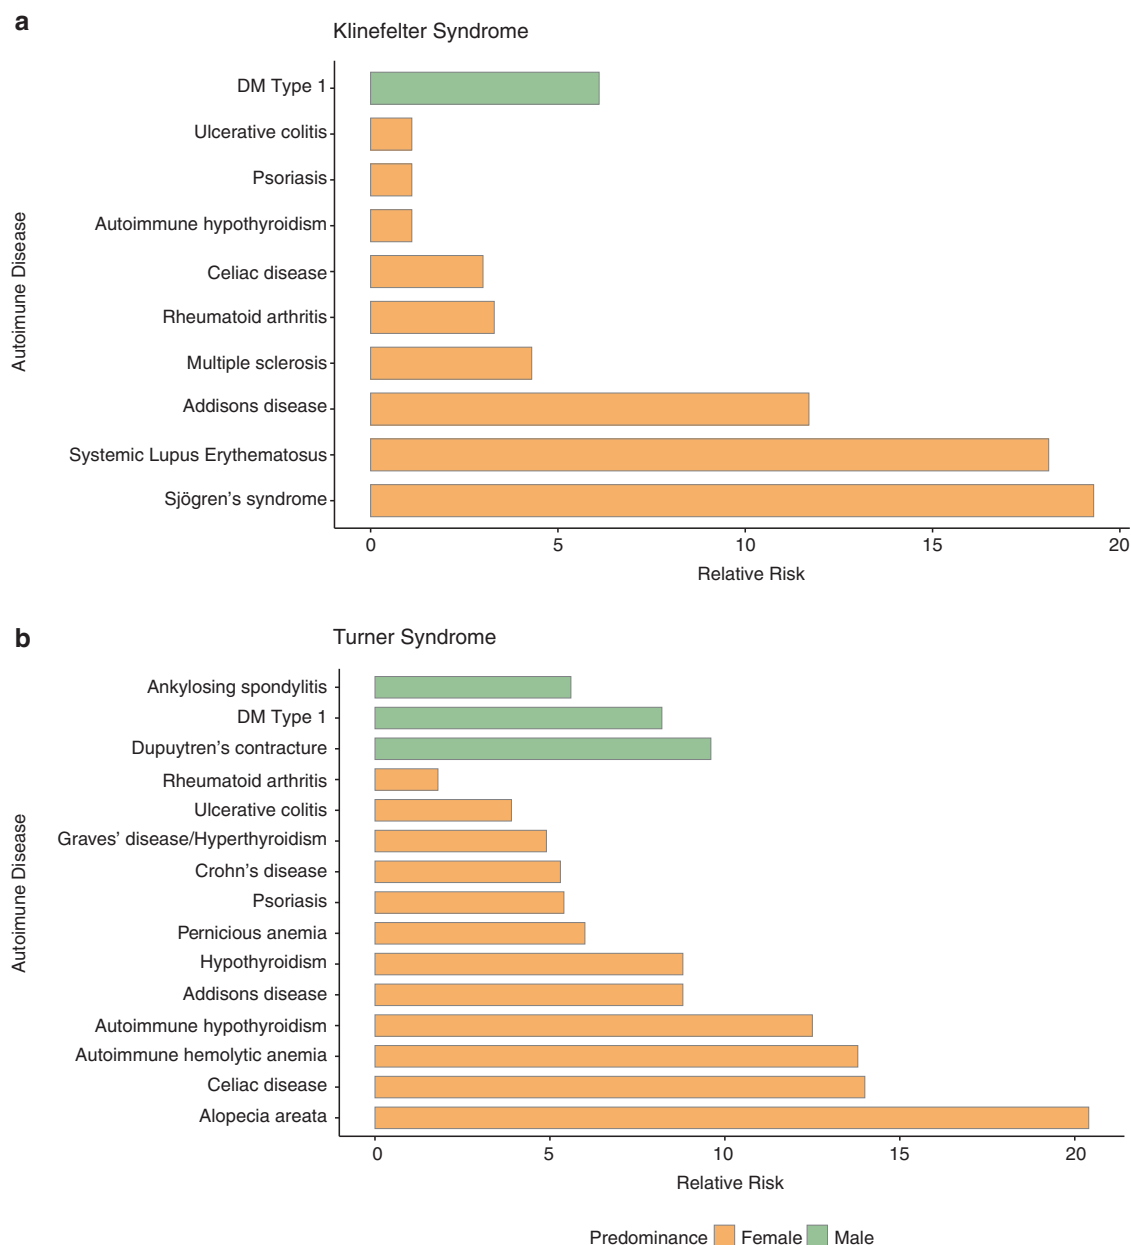 a
Klinefelter Syndrome
Autoimune Disease
DM Type 1
Ulcerative colitis
Psoriasis
Autoimmune hypothyroidism
Celiac disease
Rheumatoid arthritis
Multiple sclerosis
Addisons disease
Systemic Lupus Erythematosus
Sjögren’s syndrome
0 5 10 15 20
Relative Risk
b
Turner Syndrome
Autoimune Disease
Ankylosing spondylitis
DM Type 1
Dupuytren’s contracture
Rheumatoid arthritis
Ulcerative colitis
Graves’ disease/Hyperthyroidism
Crohn’s disease
Psoriasis
Pernicious anemia
Hypothyroidism
Addisons disease
Autoimmune hypothyroidism
Autoimmune hemolytic anemia
Celiac disease
Alopecia areata
0 5 10 15 20
Relative Risk
Predominance Female Male